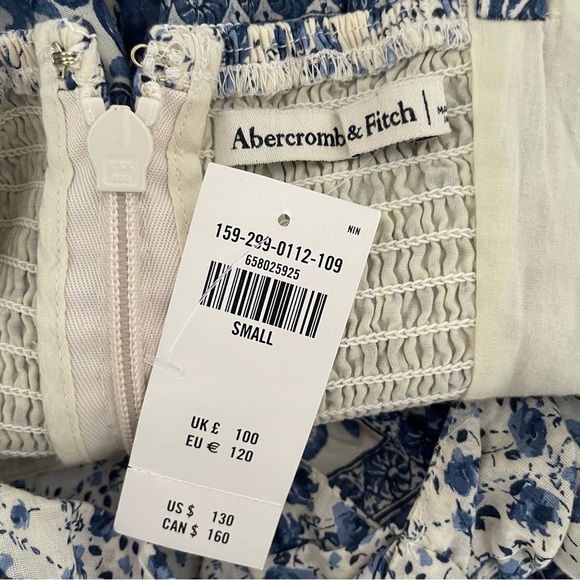 Abercrombie & Fitch
NIN
159-299-0112-109
658025925
SMALL
UK £ 100
EU € 120
US $ 130
CAN $ 160